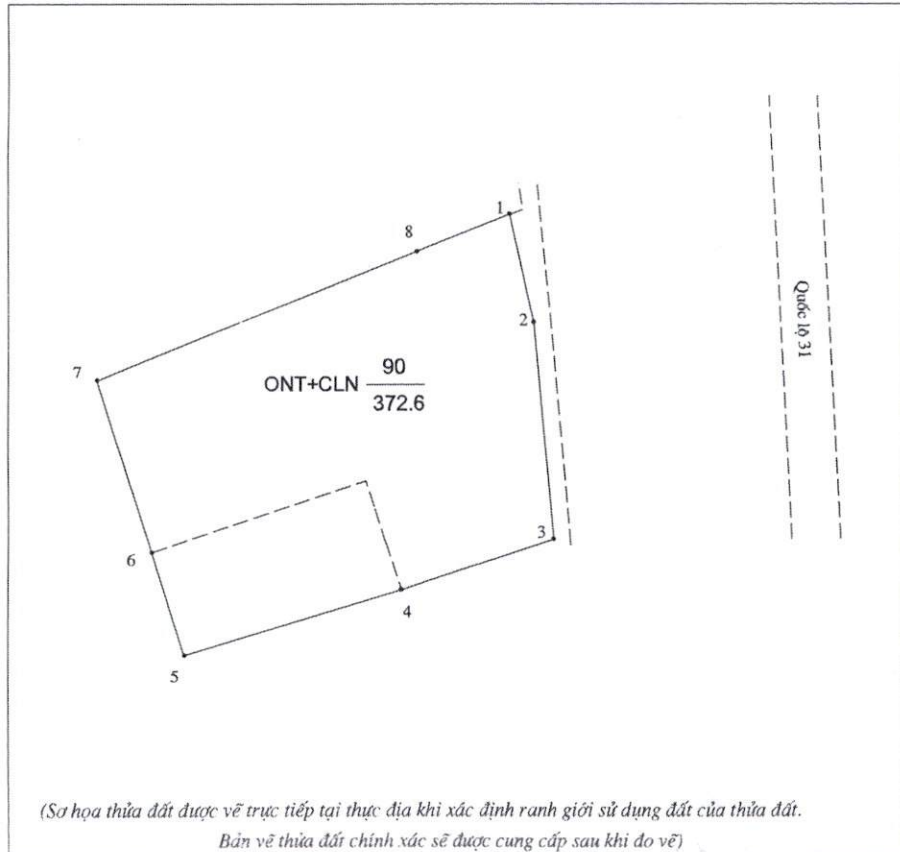 1
8
2
Quốc lộ 31
7
90
ONT+CLN
372.6
3
6
4
5
(Sơ họa thửa đất được vẽ trực tiếp tại thực địa khi xác định ranh giới sử dụng đất của thửa đất.
Bản vẽ thửa đất chính xác sẽ được cung cấp sau khi đo vẽ)